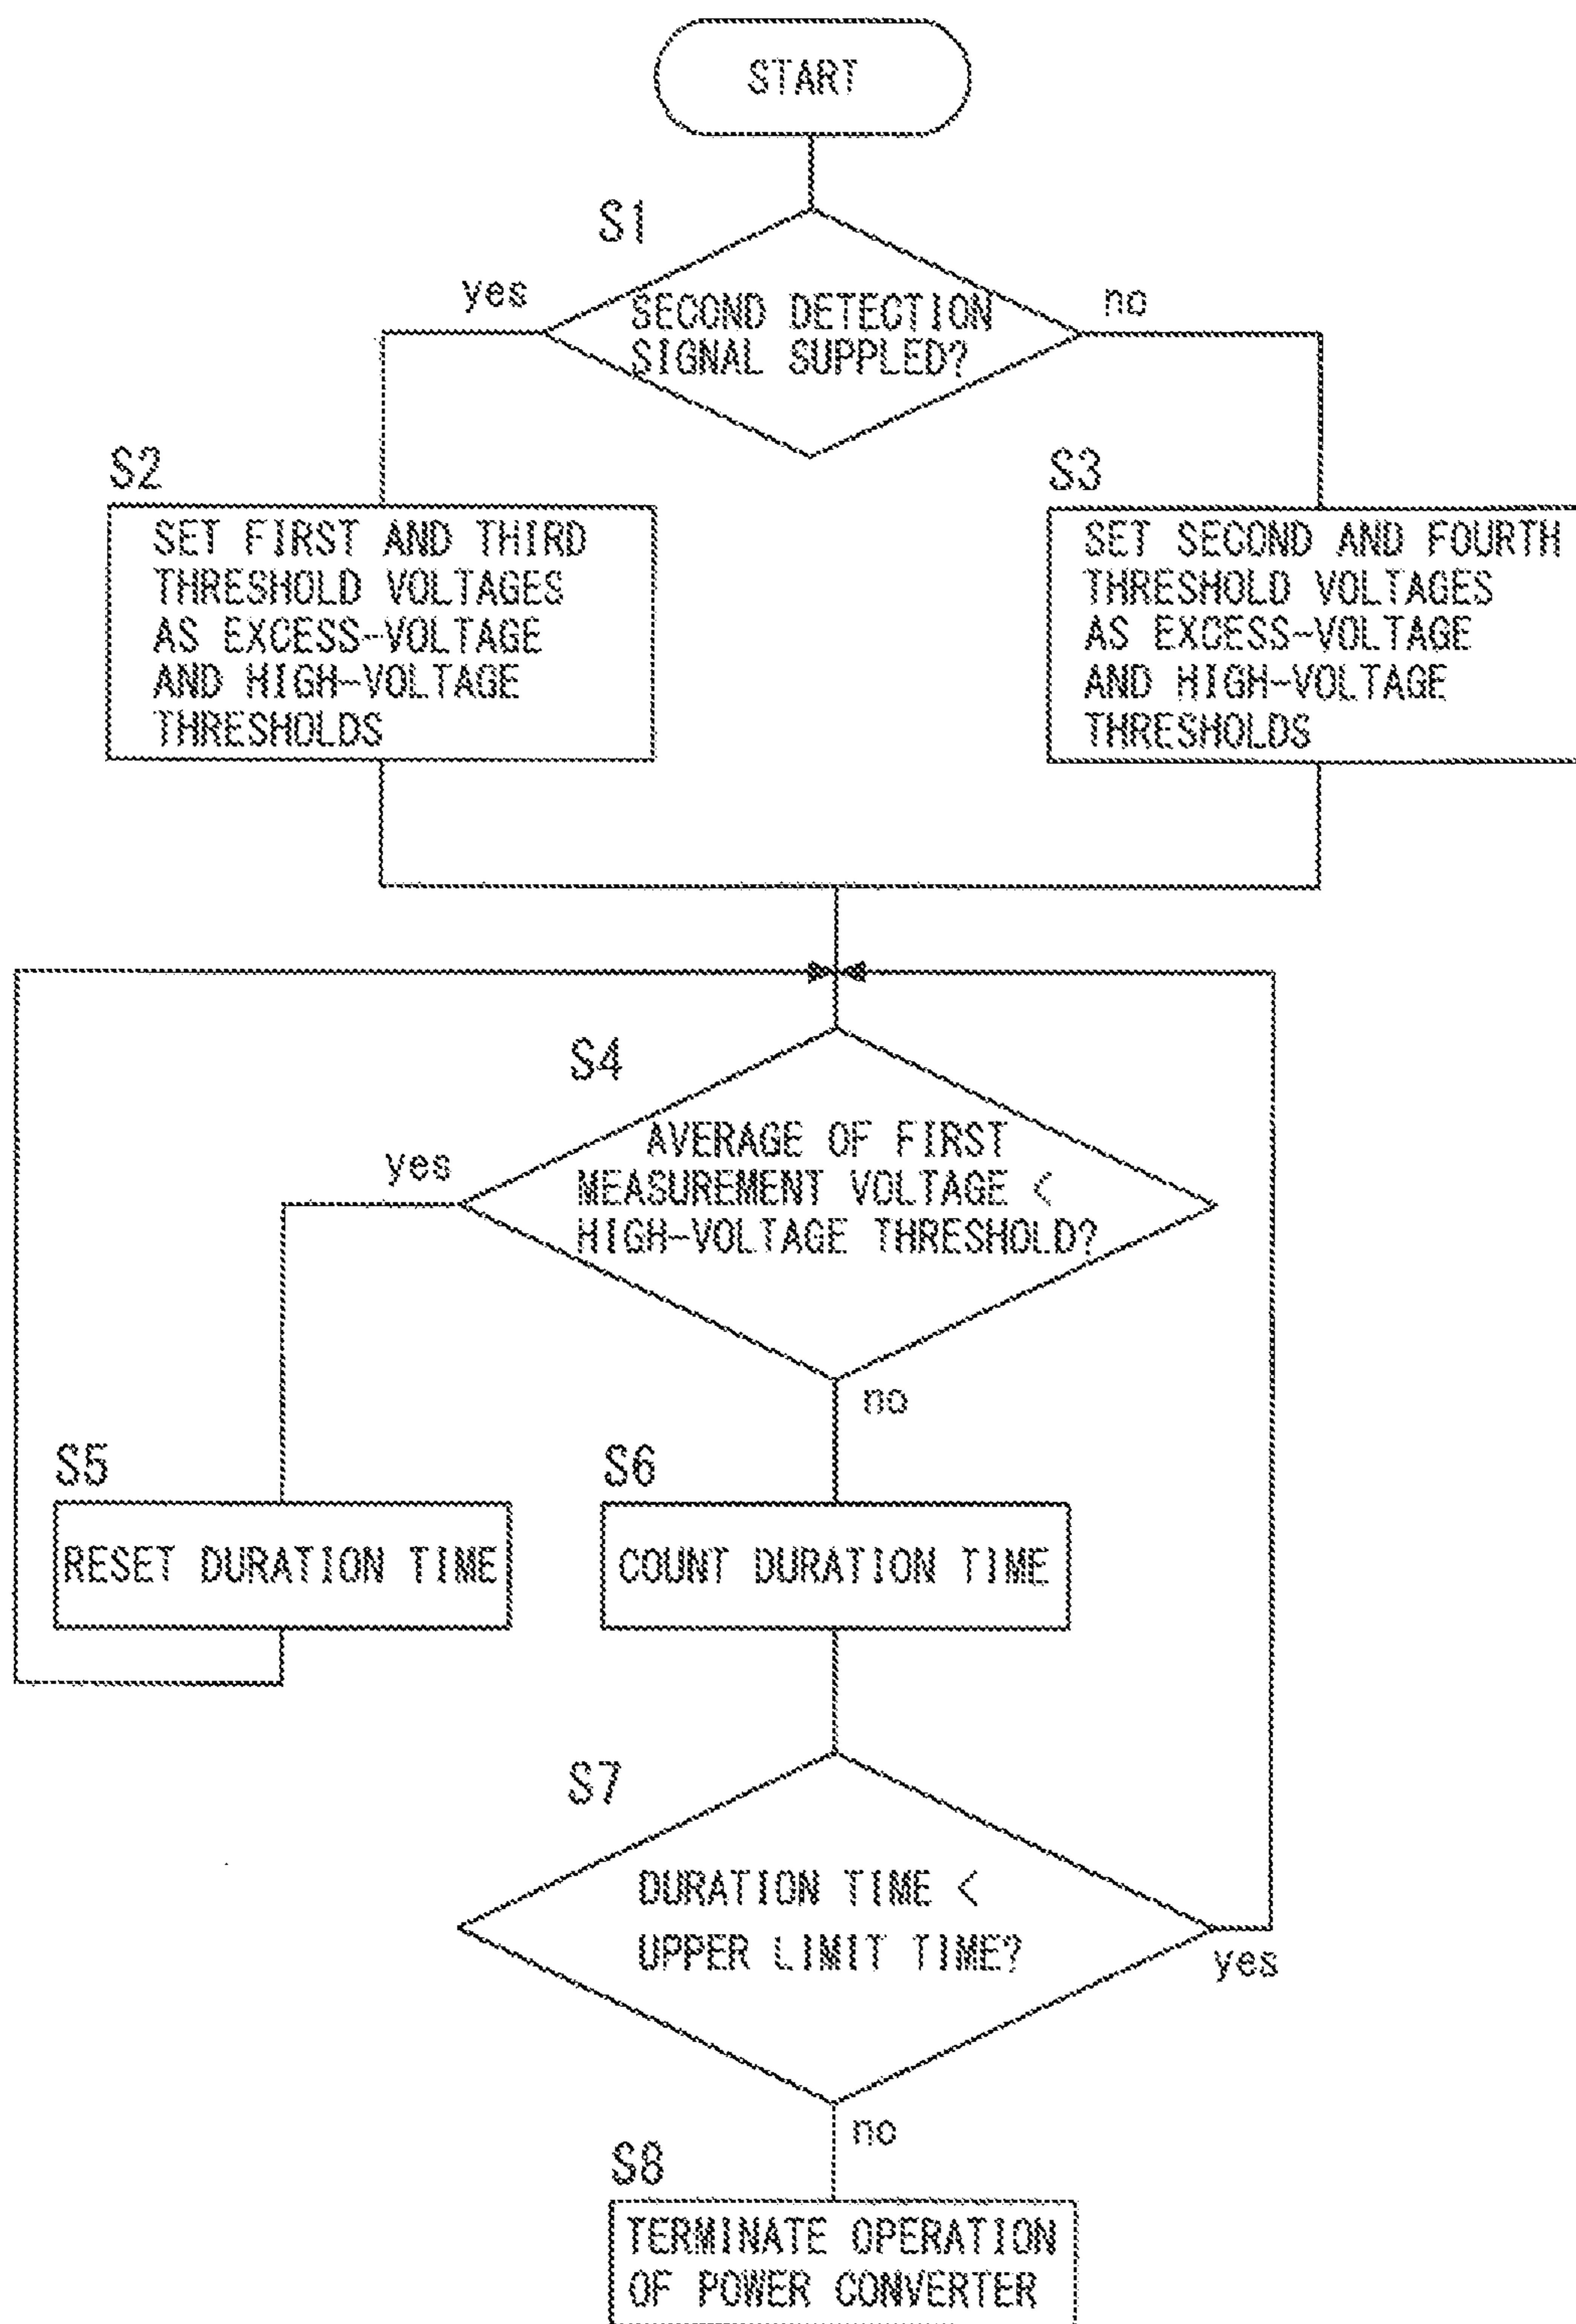 START
S1
yes
no
SECOND DETECTION
SIGNAL SUPPLED?
S2
SET FIRST AND THIRD
THRESHOLD VOLTAGES
AS EXCESS-VOLTAGE
AND HIGH-VOLTAGE
THRESHOLDS
S3
SET SECOND AND FOURTH
THRESHOLD VOLTAGES
AS EXCESS-VOLTAGE
AND HIGH-VOLTAGE
THRESHOLDS
S4
yes
AVERAGE OF FIRST
MEASUREMENT VOLTAGE <
HIGH-VOLTAGE THRESHOLD?
no
S5
RESET DURATION TIME
S6
COUNT DURATION TIME
S7
DURATION TIME <
UPPER LIMIT TIME?
yes
no
S8
TERMINATE OPERATION
OF POWER CONVERTER